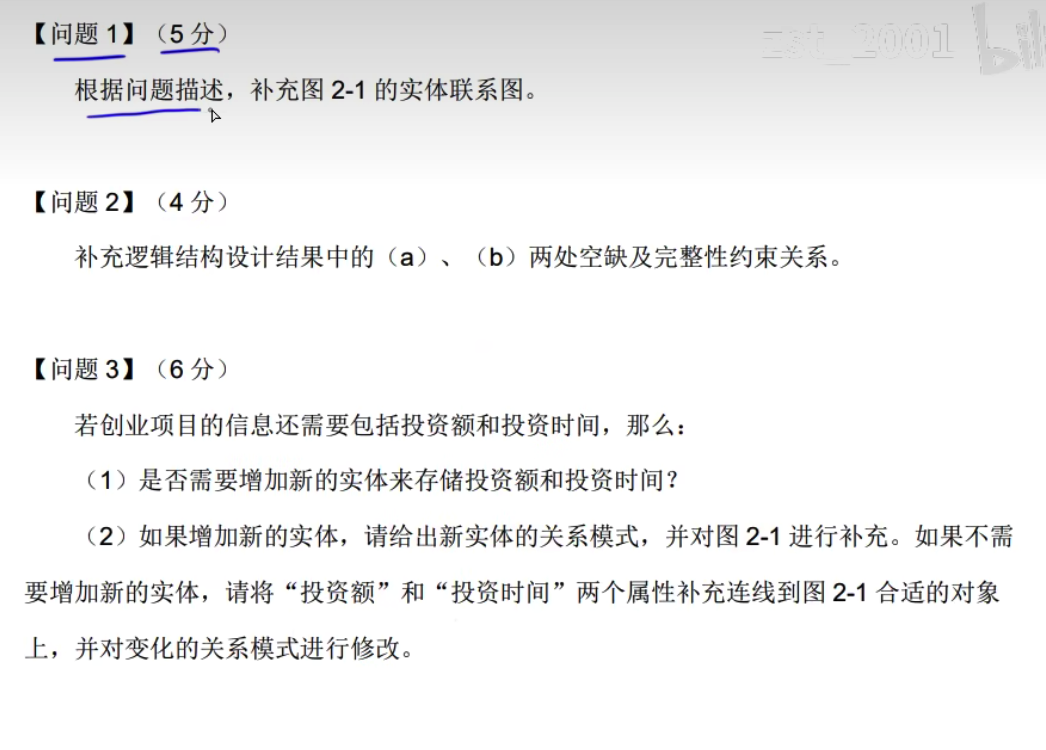 zst_2001 bili
【问题 1】（5 分）
根据问题描述，补充图 2-1 的实体联系图。
【问题 2】（4 分）
补充逻辑结构设计结果中的（a）、（b）两处空缺及完整性约束关系。
【问题 3】（6 分）
若创业项目的信息还需要包括投资额和投资时间，那么：
（1）是否需要增加新的实体来存储投资额和投资时间？
（2）如果增加新的实体，请给出新实体的关系模式，并对图 2-1 进行补充。如果不需
要增加新的实体，请将“投资额”和“投资时间”两个属性补充连线到图 2-1 合适的对象
上，并对变化的关系模式进行修改。